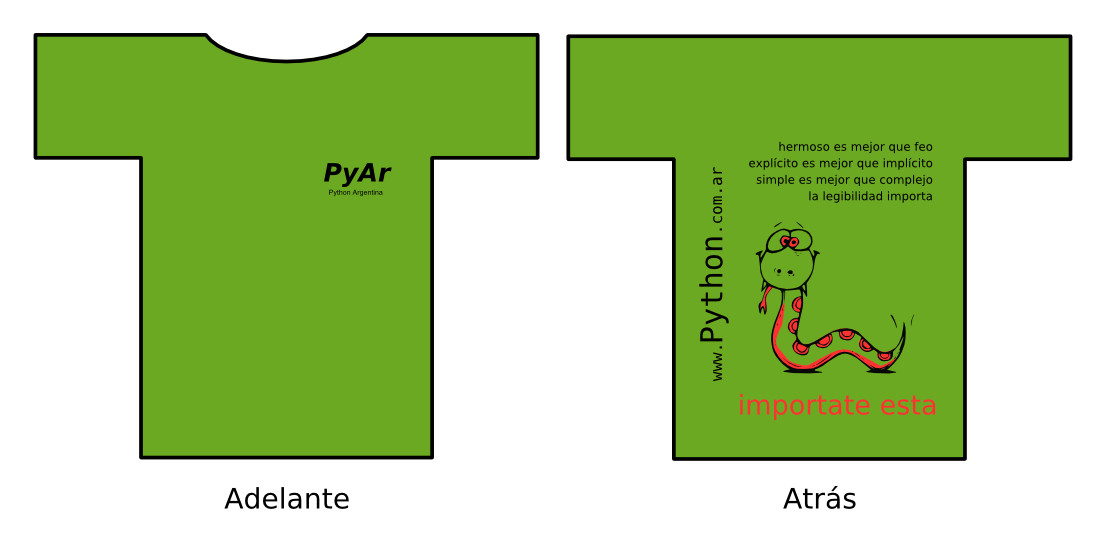 PyAr
Python Argentina
Adelante
hermoso es mejor que feo
explícito es mejor que implícito
simple es mejor que complejo
la legibilidad importa
www.Python.com.ar
importate esta
Atrás